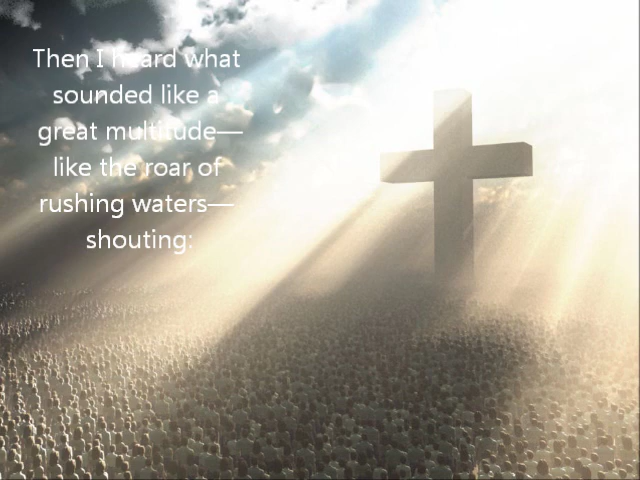 Then I heard what
sounded like a
great multitude—
like the roar of
rushing waters—
shouting: